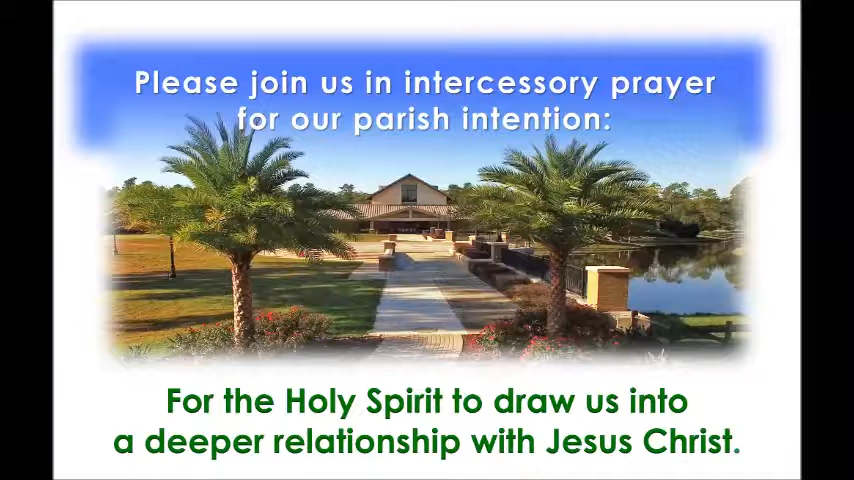 Please join us in intercessory prayer
for our parish intention:
For the Holy Spirit to draw us into
a deeper relationship with Jesus Christ.